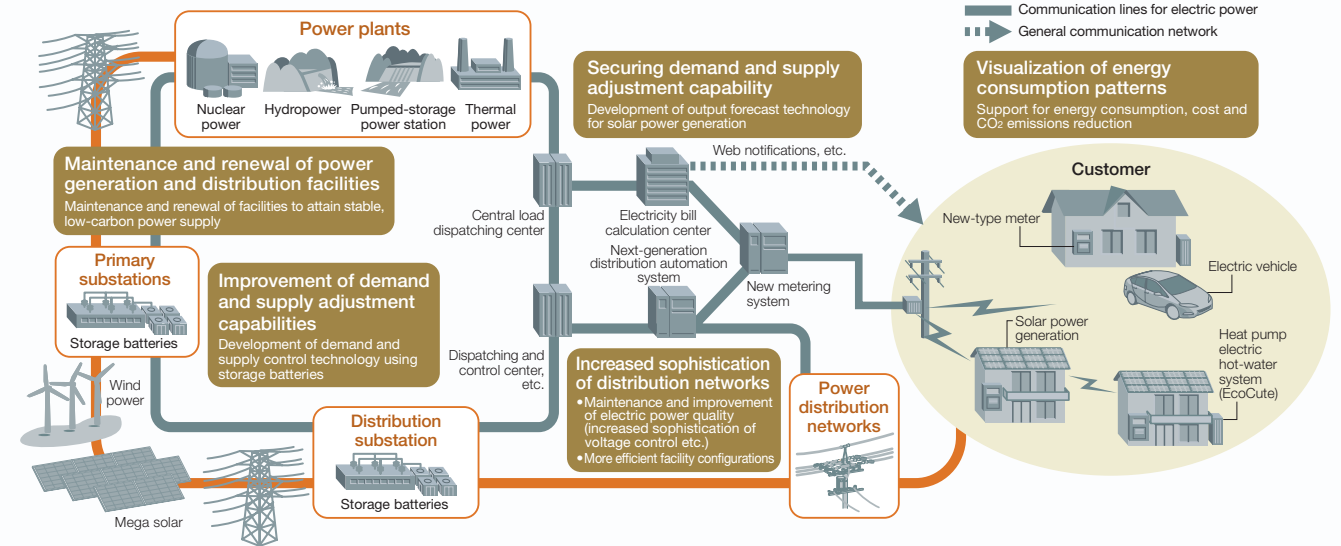 Communication lines for electric power
General communication network
Power plants
Nuclear
power
Hydropower
Pumped-storage
power station
Thermal
power
Securing demand and supply
adjustment capability
Development of output forecast technology
for solar power generation
Visualization of energy
consumption patterns
Support for energy consumption, cost and
CO2 emissions reduction
Maintenance and renewal of power
generation and distribution facilities
Maintenance and renewal of facilities to attain stable,
low-carbon power supply
Central load
dispatching center
Web notifications, etc.
Electricity bill
calculation center
Next-generation
distribution automation
system
New metering
system
Customer
New-type meter
Electric vehicle
Solar power
generation
Heat pump
electric
hot-water
system
(EcoCute)
Primary
substations
Storage batteries
Improvement of demand
and supply adjustment
capabilities
Development of demand and
supply control technology using
storage batteries
Dispatching and
control center,
etc.
Increased sophistication
of distribution networks
•Maintenance and improvement
of electric power quality
(increased sophistication of
voltage control etc.)
•More efficient facility configurations
Power
distribution
networks
Wind
power
Distribution
substation
Storage batteries
Mega solar